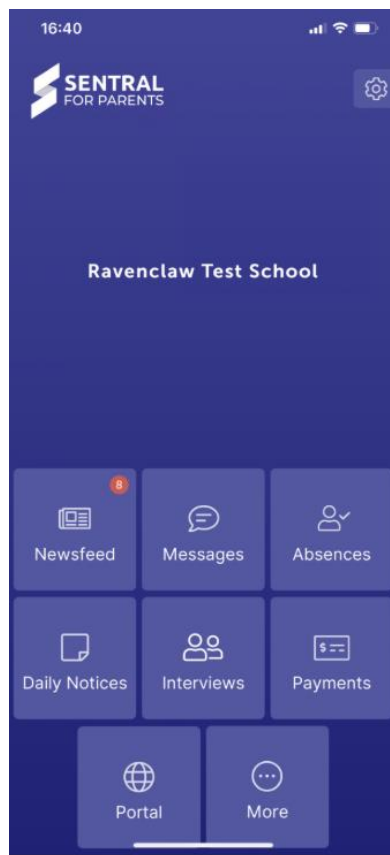 16:40
SENTRAL
FOR PARENTS
Ravenclaw Test School
8
Newsfeed
Messages
Absences
$
Daily Notices
Interviews
Payments
Portal
More